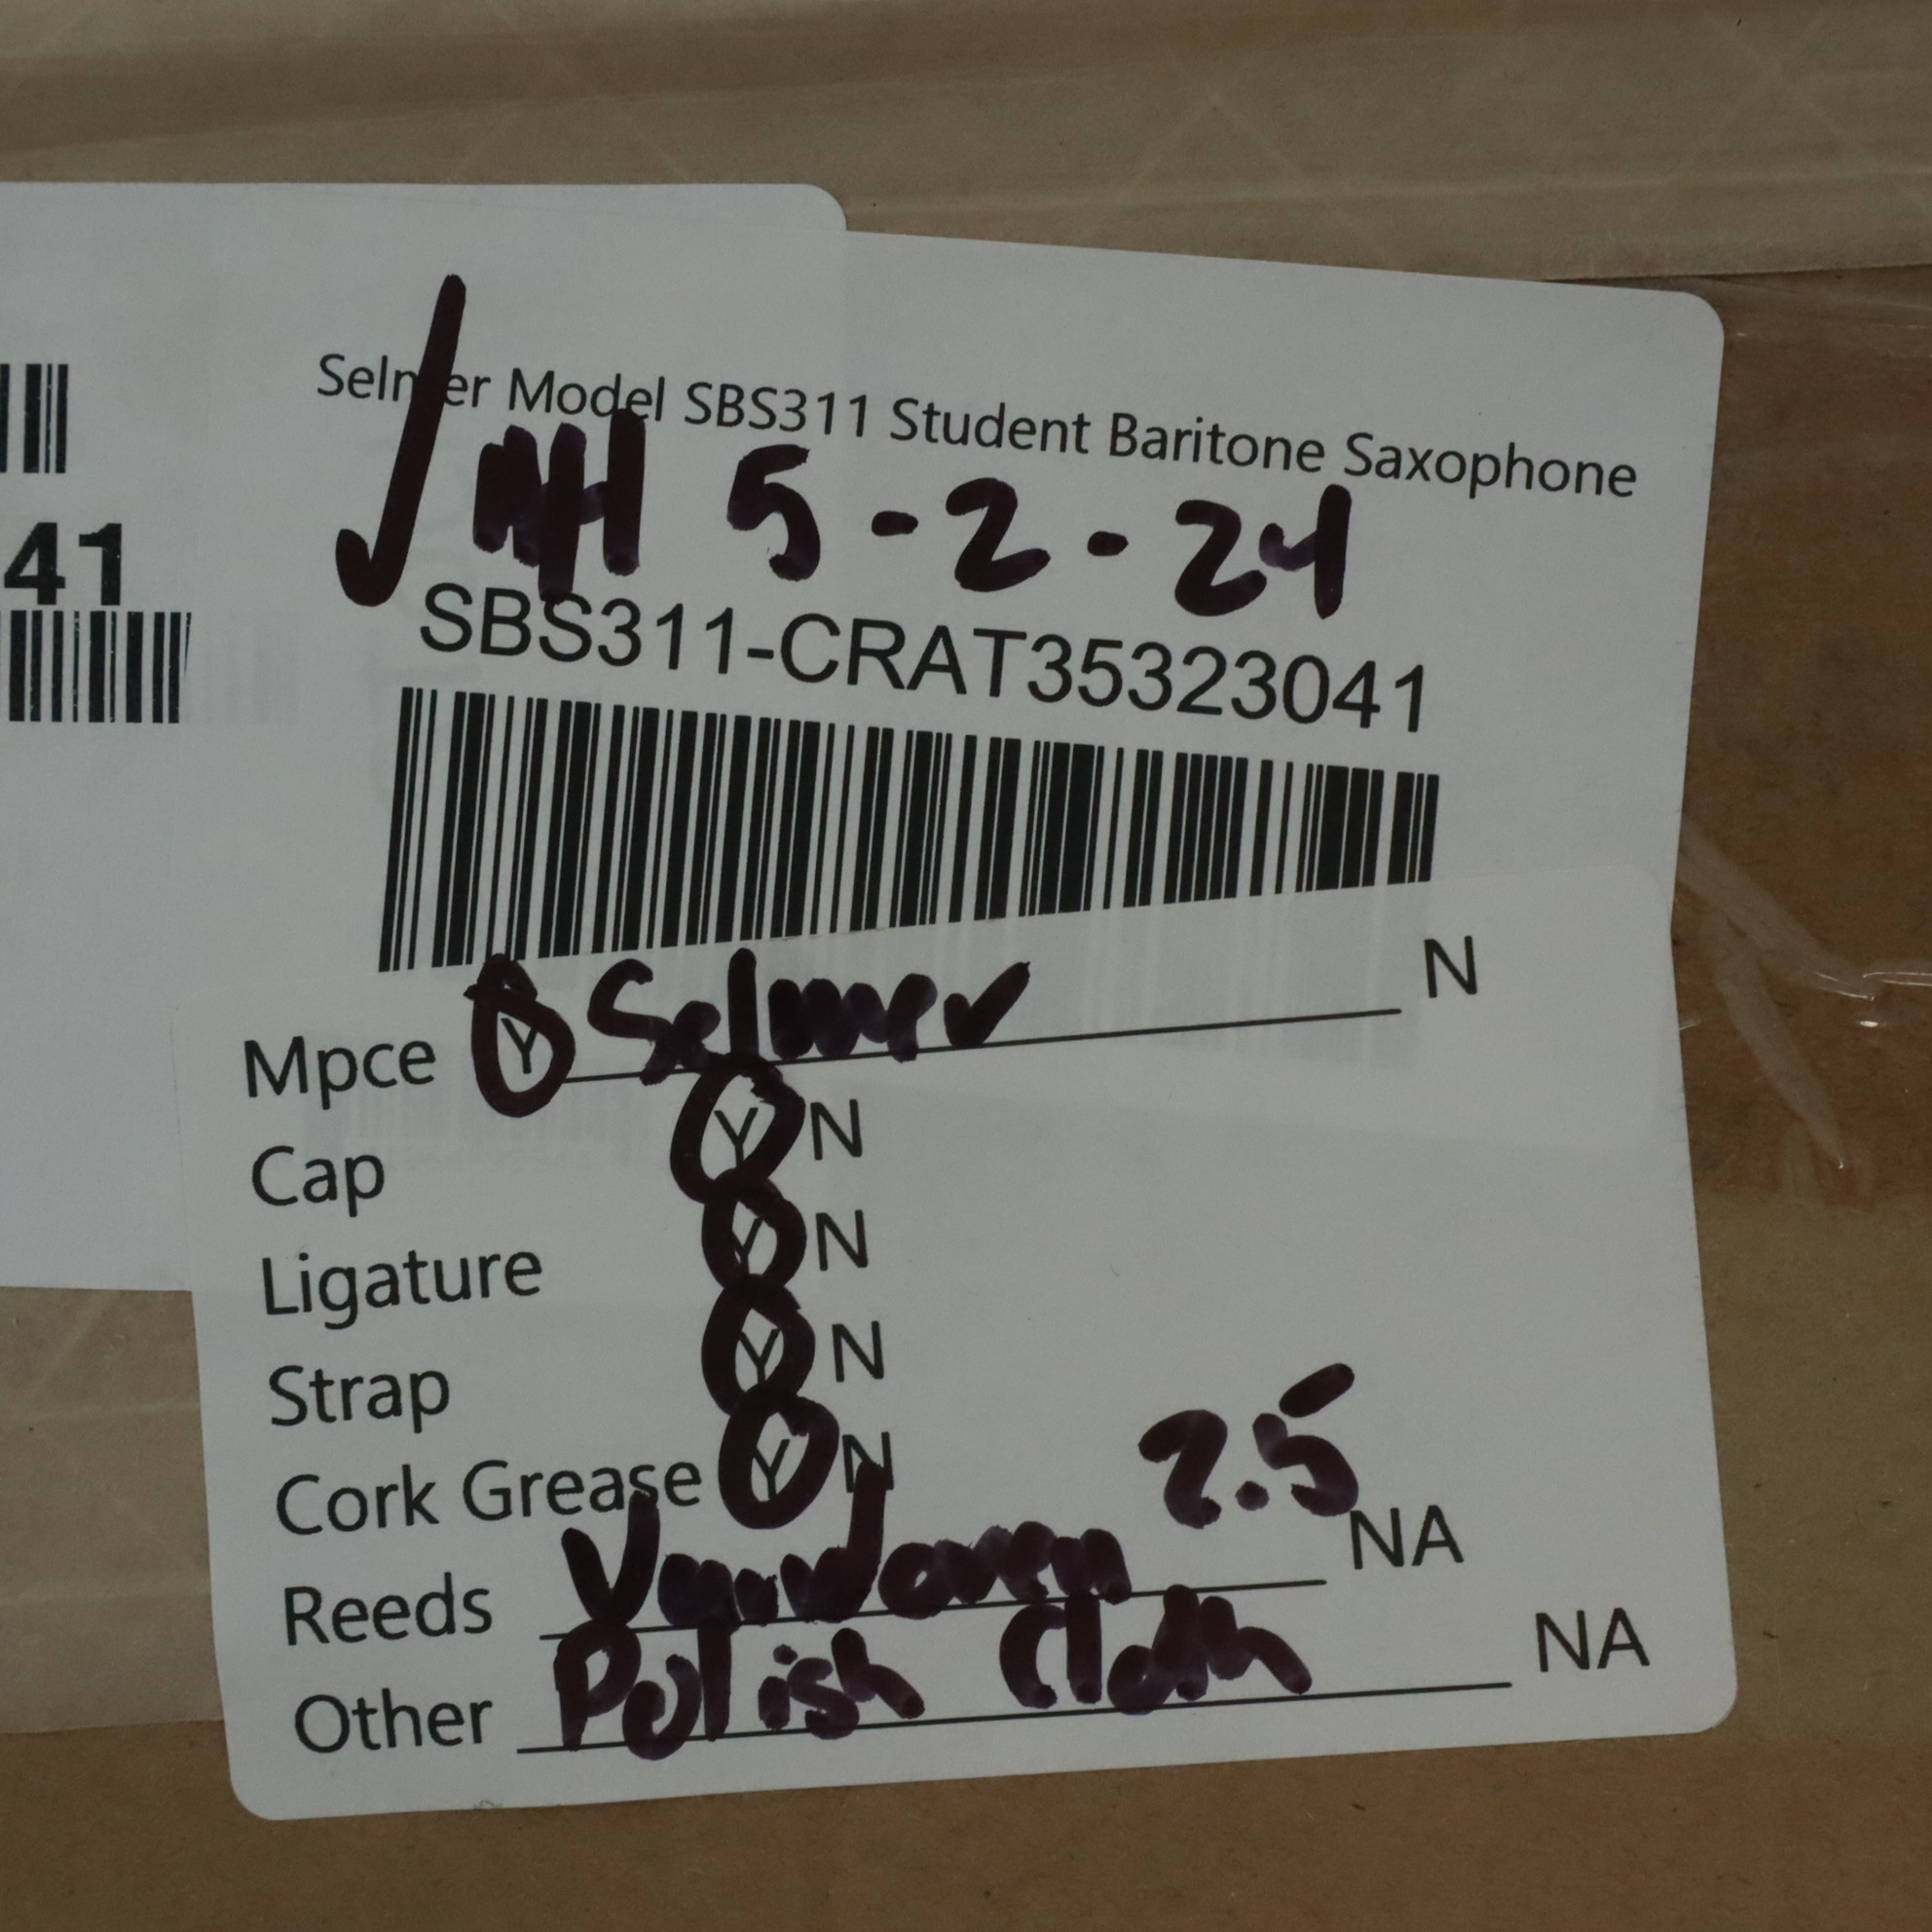 41
Selmer Model SBS311 Student Baritone Saxophone
5-2-24
SBS311-CRAT35323041
Mpce Y Selmer N
Cap Y N
Ligature Y N
Strap Y N
Cork Grease Y N
Reeds Vandoren 2.5 NA
Other Polish Cloth NA